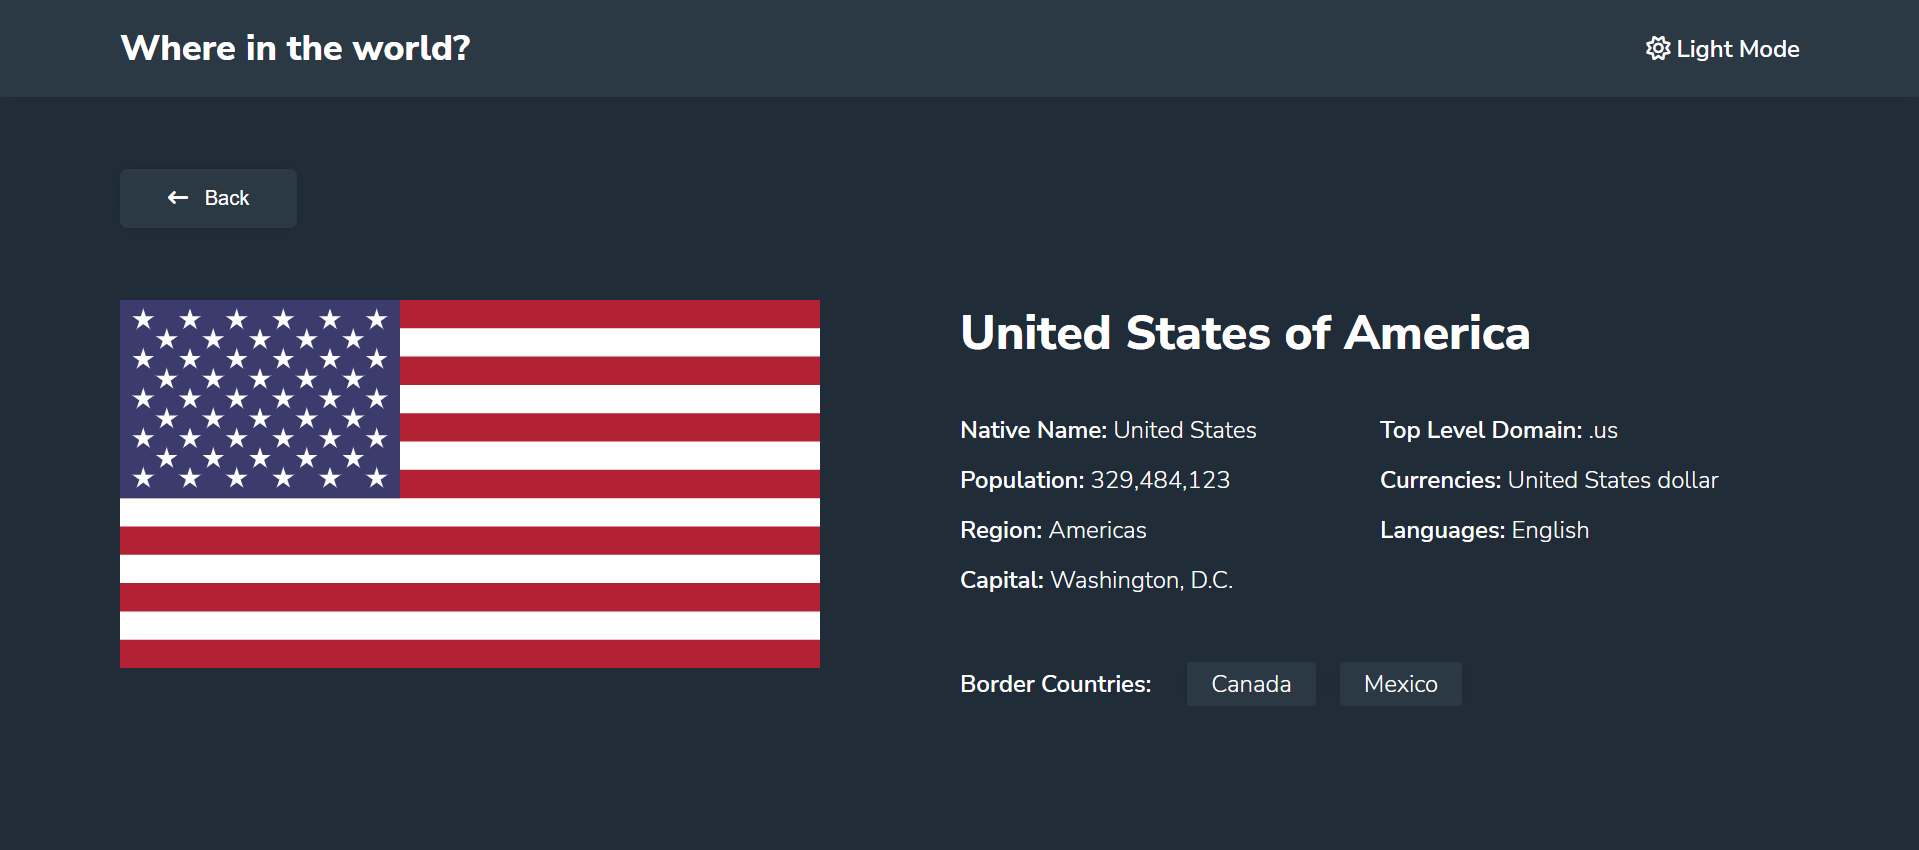 Where in the world?
Light Mode
Back
United States of America
Native Name: United States
Population: 329,484,123
Region: Americas
Capital: Washington, D.C.
Top Level Domain: .us
Currencies: United States dollar
Languages: English
Border Countries: Canada Mexico